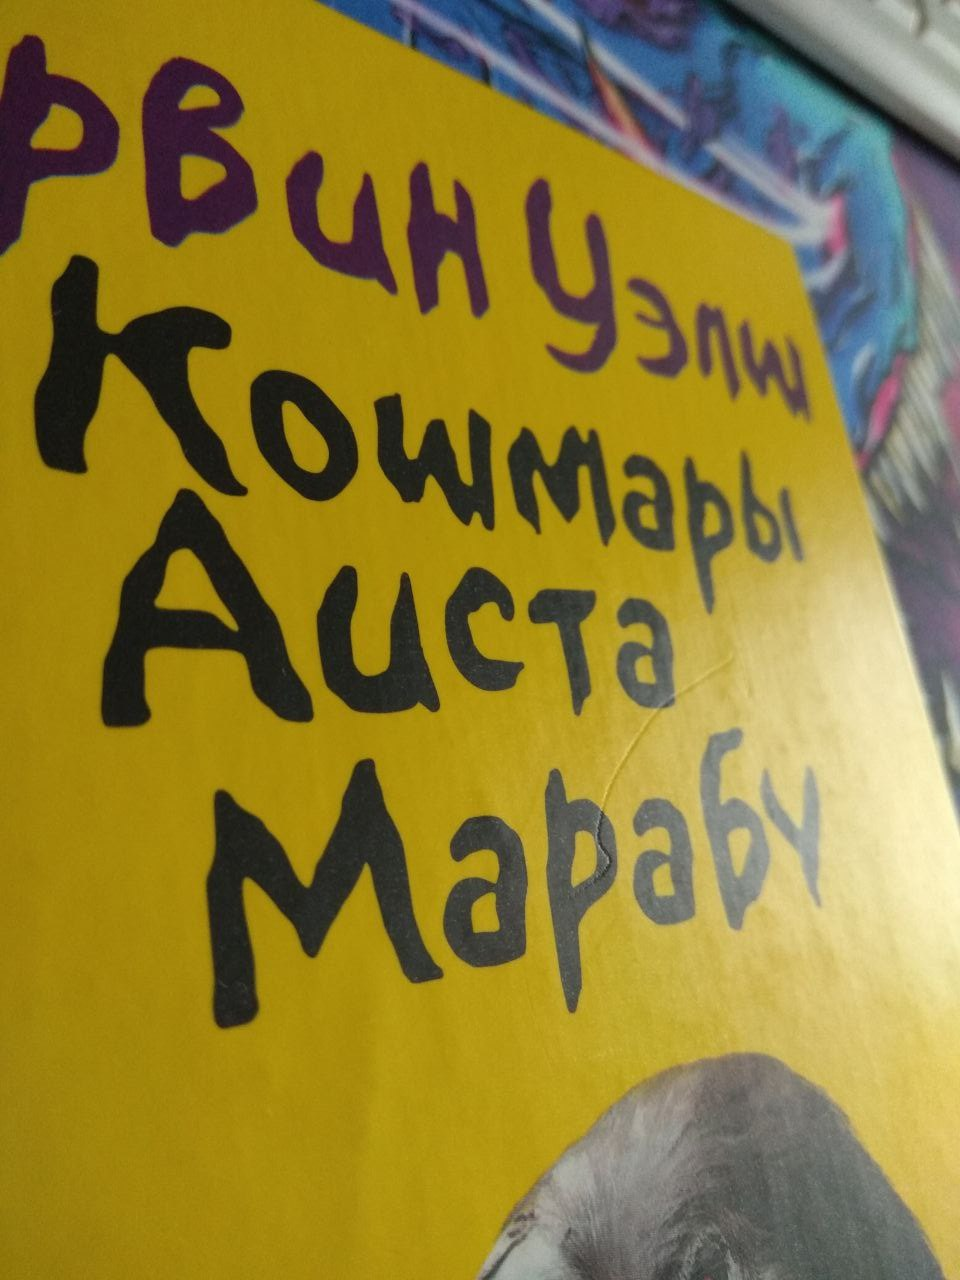 рвин Уэлш
Кошмары
Аиста
Марабу